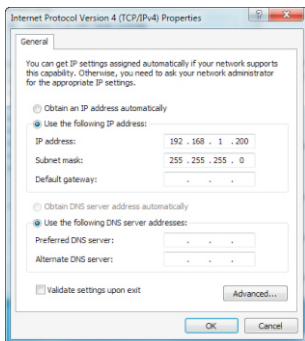 Internet Protocol Version 4 (TCP/IPv4) Properties
General
You can get IP settings assigned automatically if your network supports
this capability. Otherwise, you need to ask your network administrator
for the appropriate IP settings.
Obtain an IP address automatically
Use the following IP address:
IP address: 192 . 168 . 1 . 200
Subnet mask: 255 . 255 . 255 . 0
Default gateway: . . .
Obtain DNS server address automatically
Use the following DNS server addresses:
Preferred DNS server: . . .
Alternate DNS server: . . .
Validate settings upon exit
Advanced...
OK Cancel